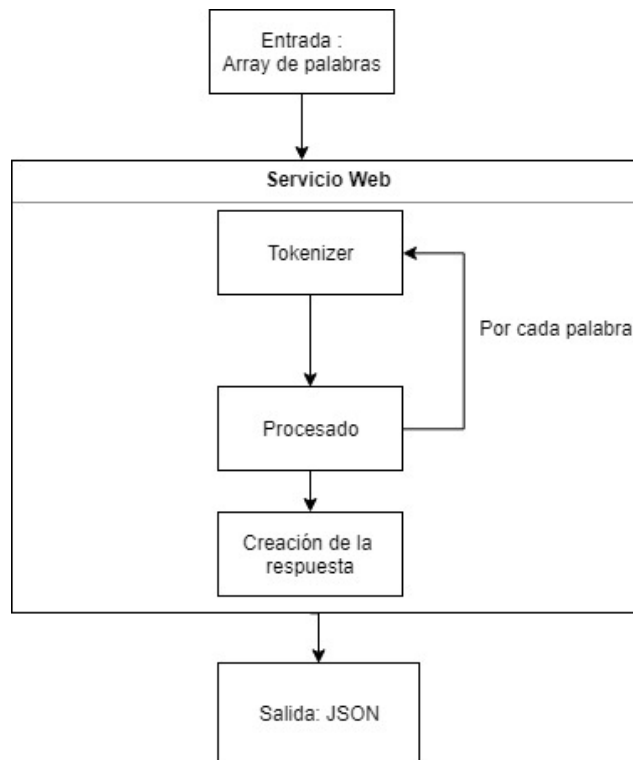 Entrada :
Array de palabras
Servicio Web
Tokenizer
Por cada palabra
Procesado
Creación de la
respuesta
Salida: JSON